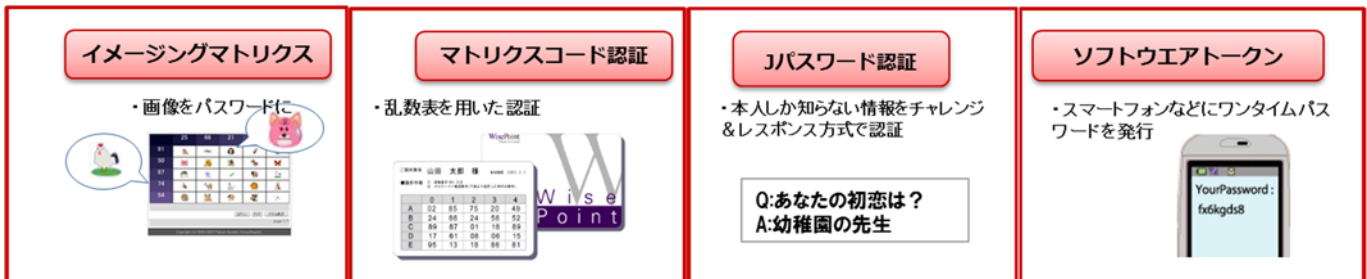 イメージングマトリクス
・画像をパスワードに
25 66 21
91
50
87
74
54
マトリクスコード認証
・乱数表を用いた認証
WisePoint
山田 太郎 様
0 1 2 3 4
A 02 85 75 20 49
B 24 86 24 56 52
C 89 87 01 18 89
D 17 61 08 06 15
E 95 13 18 86 81
W
Wise
Point
Jパスワード認証
・本人しか知らない情報をチャレンジ
&レスポンス方式で認証
Q:あなたの初恋は?
A:幼稚園の先生
ソフトウエアトークン
・スマートフォンなどにワンタイムパス
ワードを発行
YourPassword :
fx6kgds8